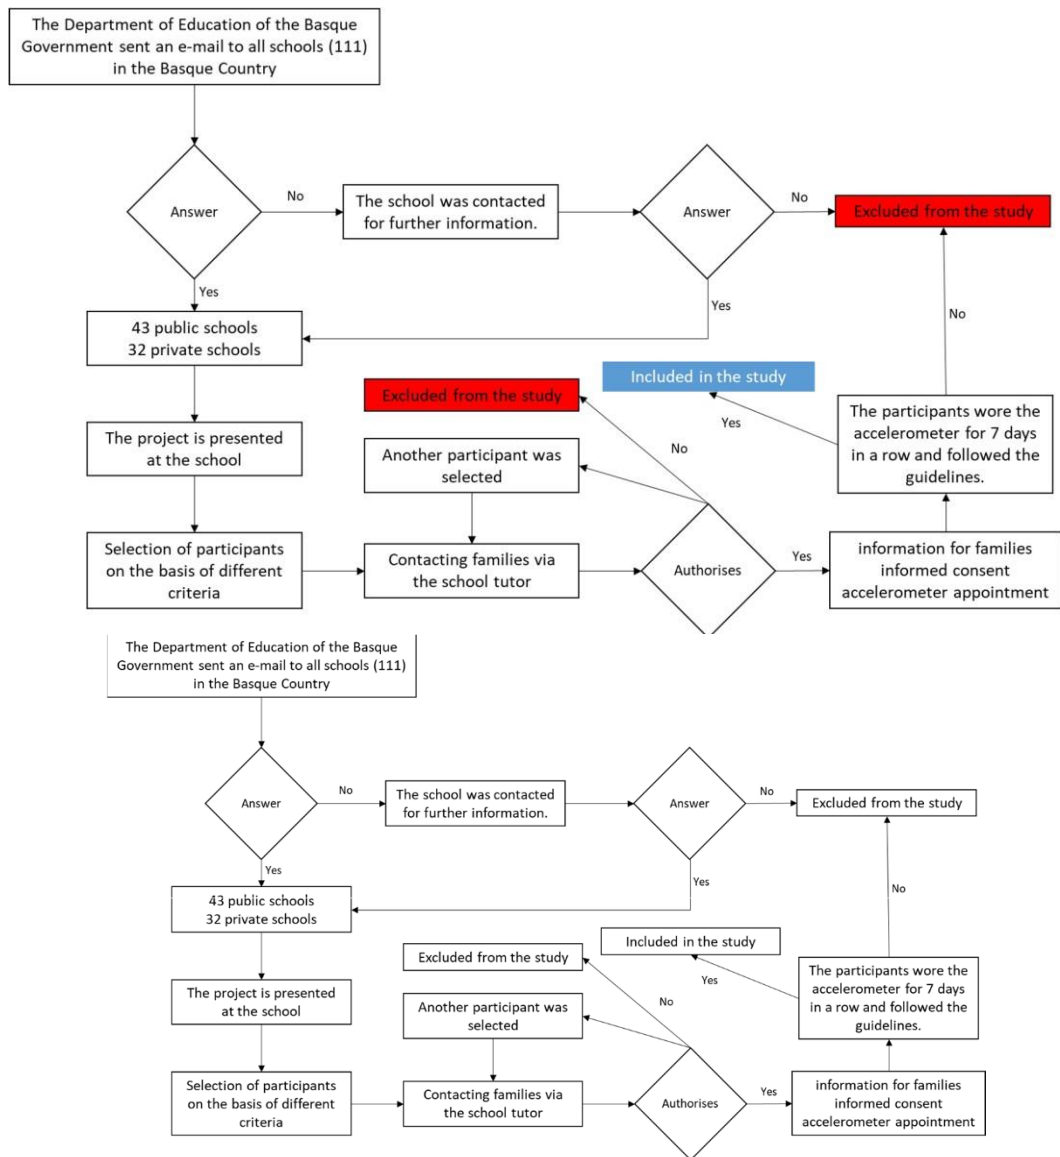 The Department of Education of the Basque
Government sent an e-mail to all schools (111)
in the Basque Country
Answer
No
The school was contacted
for further information.
Answer
No
Excluded from the study
Yes
Yes
43 public schools
32 private schools
No
Included in the study
Excluded from the study
Yes
The participants wore the
accelerometer for 7 days
in a row and followed the
guidelines.
The project is presented
at the school
No
Another participant was
selected
Selection of participants
on the basis of different
criteria
Contacting families via
the school tutor
Authorises
Yes
information for families
informed consent
accelerometer appointment
The Department of Education of the Basque
Government sent an e-mail to all schools (111)
in the Basque Country
Answer
No
The school was contacted
for further information.
Answer
No
Excluded from the study
Yes
Yes
43 public schools
32 private schools
No
Included in the study
Excluded from the study
Yes
The participants wore the
accelerometer for 7 days
in a row and followed the
guidelines.
The project is presented
at the school
No
Another participant was
selected
Selection of participants
on the basis of different
criteria
Contacting families via
the school tutor
Authorises
Yes
information for families
informed consent
accelerometer appointment